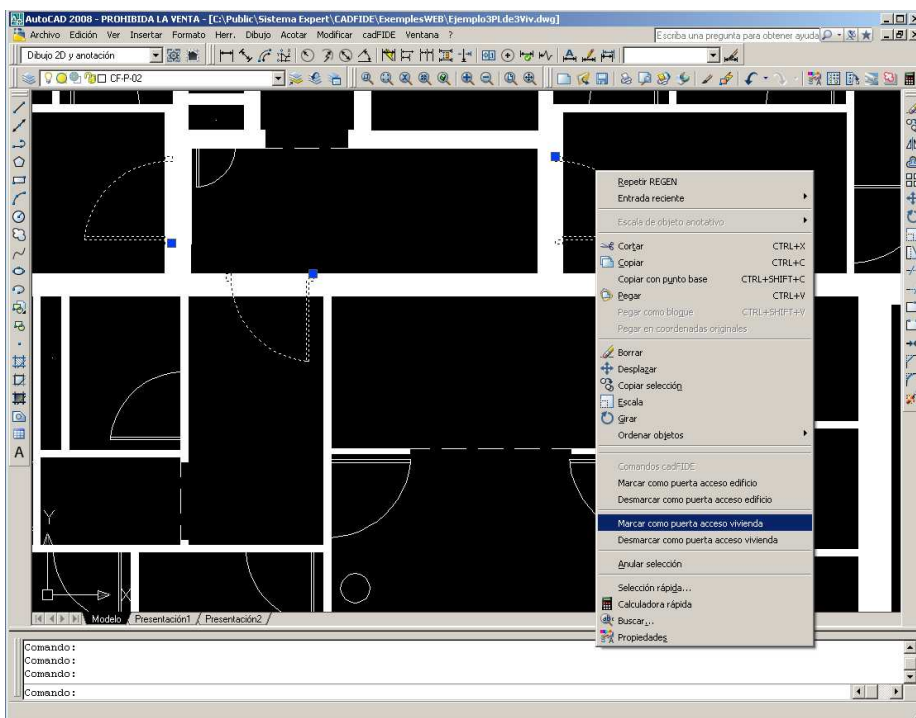 AutoCAD 2008 - PROHIBIDA LA VENTA - [C:\Public\Sistema Expert\CADFIDE\ExemplesWEB\Ejemplo3PLde3Viv.dwg]
Archivo Edición Ver Insertar Formato Herr. Dibujo Acotar Modificar cadFIDE Ventana ?
Escriba una pregunta para obtener ayuda
Dibujo 2D y anotación
CF-P-02
Repetir REGEN
Entrada reciente
Escala de objeto anotativo
Cortar CTRL+X
Copiar CTRL+C
Copiar con punto base CTRL+SHIFT+C
Pegar CTRL+V
Pegar como bloque CTRL+SHIFT+V
Pegar en coordenadas originales
Borrar
Desplazar
Copiar selección
Escala
Girar
Ordenar objetos
Comandos cadFIDE
Marcar como puerta acceso edificio
Desmarcar como puerta acceso edificio
Marcar como puerta acceso vivienda
Desmarcar como puerta acceso vivienda
Anular selección
Selección rápida...
Calculadora rápida
Buscar...
Propiedades
A
Y
X
Modelo Presentación1 Presentación2
Comando:
Comando:
Comando:
Comando: